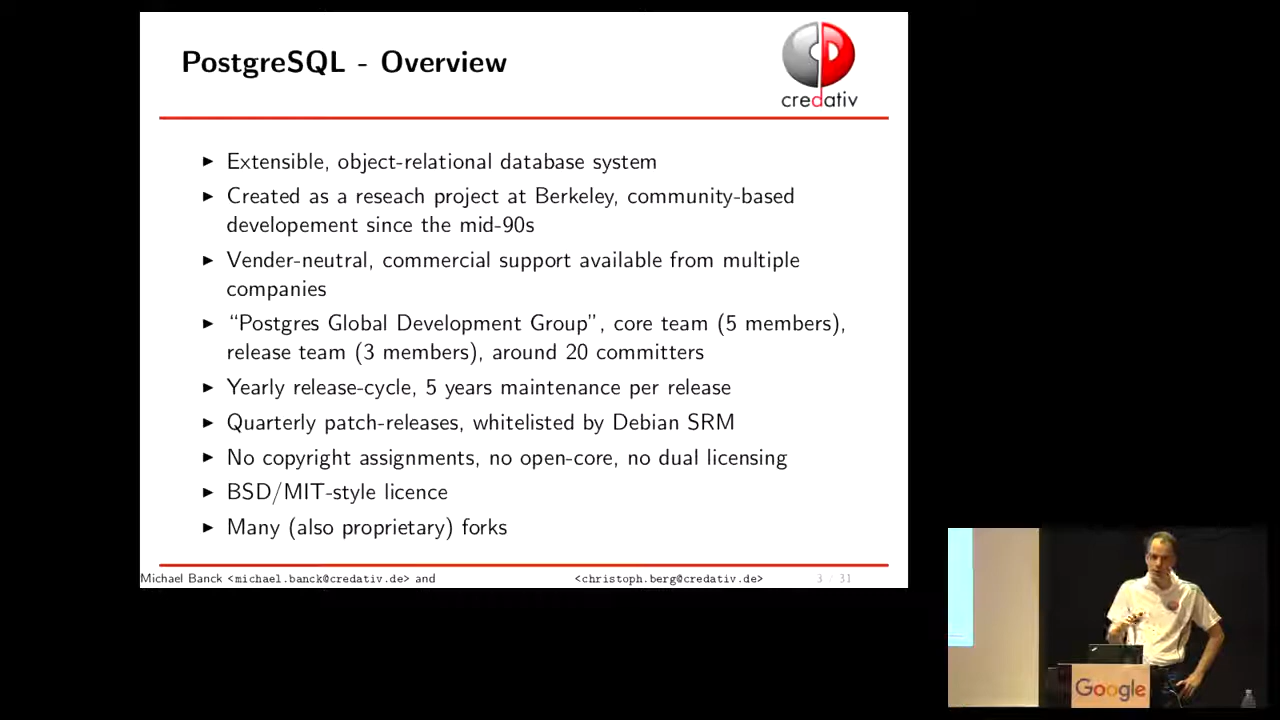 PostgreSQL - Overview
credativ
▶ Extensible, object-relational database system
▶ Created as a reseach project at Berkeley, community-based
developement since the mid-90s
▶ Vender-neutral, commercial support available from multiple
companies
▶ “Postgres Global Development Group”, core team (5 members),
release team (3 members), around 20 committers
▶ Yearly release-cycle, 5 years maintenance per release
▶ Quarterly patch-releases, whitelisted by Debian SRM
▶ No copyright assignments, no open-core, no dual licensing
▶ BSD/MIT-style licence
▶ Many (also proprietary) forks
Michael Banck <michael.banck@credativ.de> and <christoph.berg@credativ.de> 3 / 31
Google